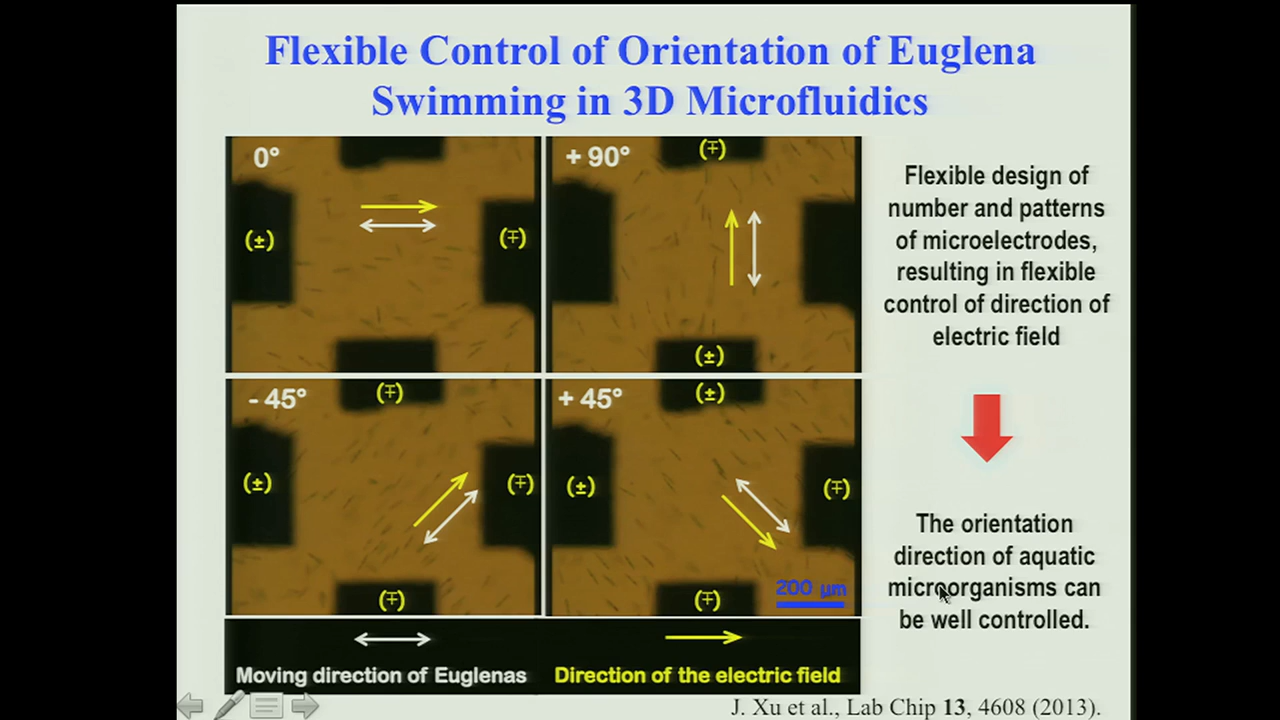 Flexible Control of Orientation of Euglena
Swimming in 3D Microfluidics
0°
(±)
(∓)
+ 90°
(∓)
(±)
- 45°
(∓)
(±)
(∓)
(∓)
+ 45°
(±)
(±)
(∓)
(∓)
200 μm
Moving direction of Euglenas
Direction of the electric field
Flexible design of
number and patterns
of microelectrodes,
resulting in flexible
control of direction of
electric field
The orientation
direction of aquatic
microorganisms can
be well controlled.
J. Xu et al., Lab Chip 13, 4608 (2013).